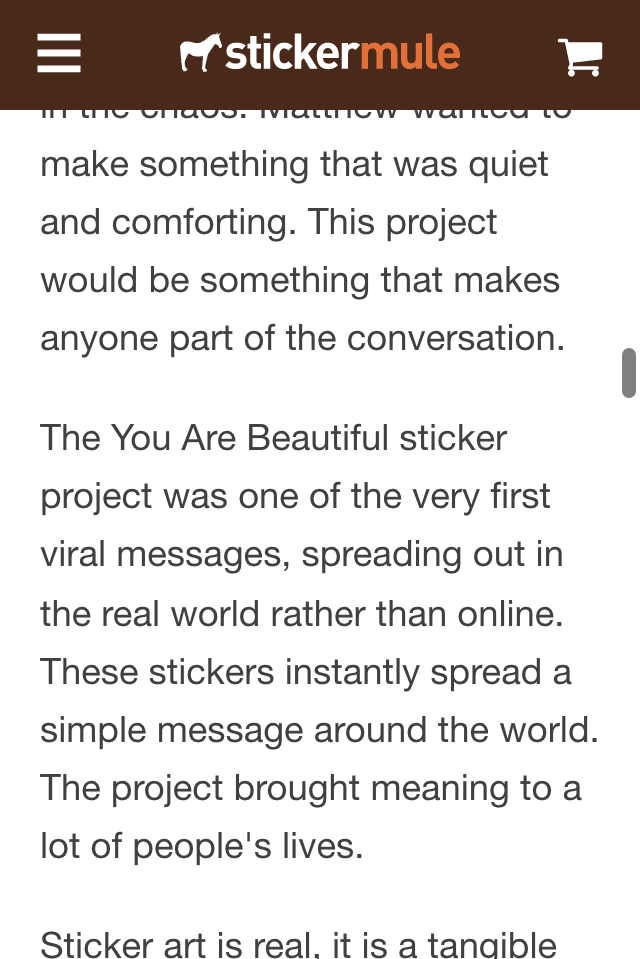 stickermule
in the chaos. Matthew wanted to
make something that was quiet
and comforting. This project
would be something that makes
anyone part of the conversation.
The You Are Beautiful sticker
project was one of the very first
viral messages, spreading out in
the real world rather than online.
These stickers instantly spread a
simple message around the world.
The project brought meaning to a
lot of people's lives.
Sticker art is real, it is a tangible